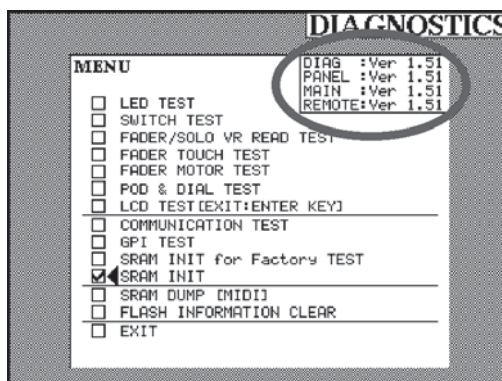 DIAGNOSTICS
MENU
DIAG :Ver 1.51
PANEL :Ver 1.51
MAIN :Ver 1.51
REMOTE:Ver 1.51
LED TEST
SWITCH TEST
FADER/SOLO VR READ TEST
FADER TOUCH TEST
FADER MOTOR TEST
POD & DIAL TEST
LCD TEST[EXIT:ENTER KEY]
COMMUNICATION TEST
GPI TEST
SRAM INIT for Factory TEST
SRAM INIT
SRAM DUMP [MIDI]
FLASH INFORMATION CLEAR
EXIT